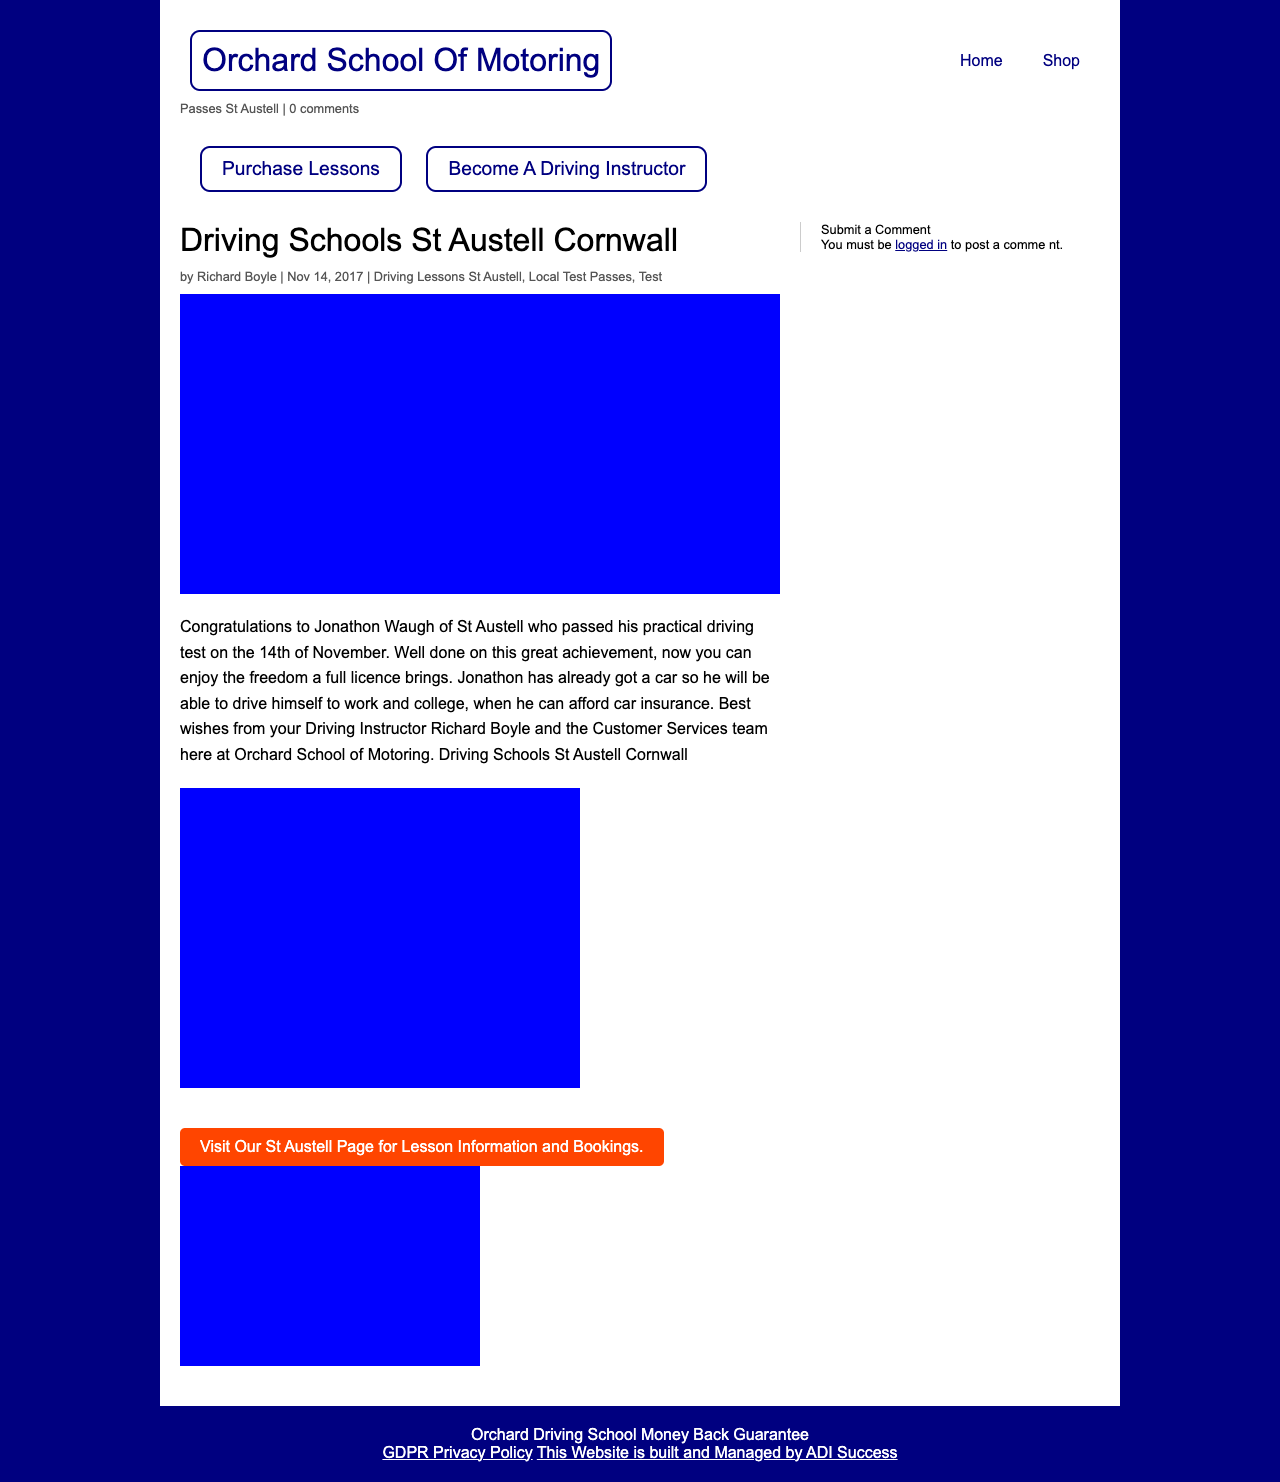 Orchard School Of Motoring
Home
Shop
Passes St Austell | 0 comments
Purchase Lessons
Become A Driving Instructor
Driving Schools St Austell Cornwall
by Richard Boyle | Nov 14, 2017 | Driving Lessons St Austell, Local Test Passes, Test
Congratulations to Jonathon Waugh of St Austell who passed his practical driving
test on the 14th of November. Well done on this great achievement, now you can
enjoy the freedom a full licence brings. Jonathon has already got a car so he will be
able to drive himself to work and college, when he can afford car insurance. Best
wishes from your Driving Instructor Richard Boyle and the Customer Services team
here at Orchard School of Motoring. Driving Schools St Austell Cornwall
Visit Our St Austell Page for Lesson Information and Bookings.
Submit a Comment
You must be logged in to post a comme nt.
Orchard Driving School Money Back Guarantee
GDPR Privacy Policy This Website is built and Managed by ADI Success